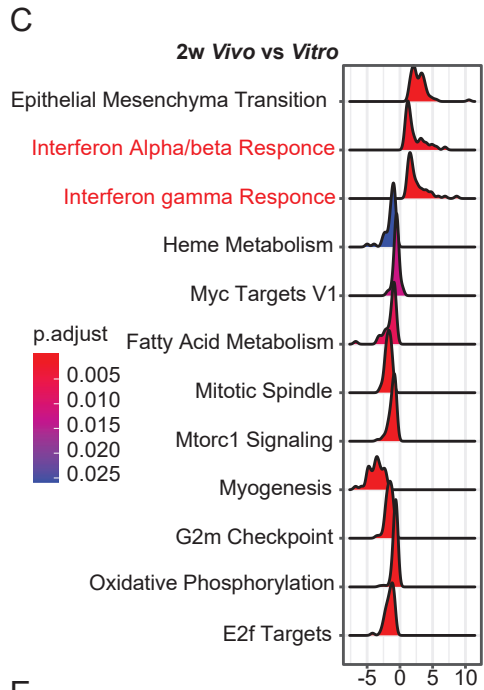 C
2w Vivo vs Vitro
Epithelial Mesenchyma Transition
Interferon Alpha/beta Responce
Interferon gamma Responce
Heme Metabolism
Myc Targets V1
Fatty Acid Metabolism
Mitotic Spindle
Mtorc1 Signaling
Myogenesis
G2m Checkpoint
Oxidative Phosphorylation
E2f Targets
p.adjust
0.005
0.010
0.015
0.020
0.025
-5 0 5 10